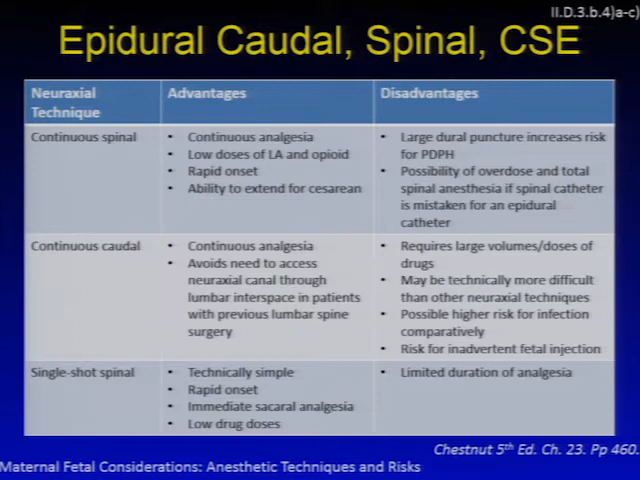 II.D.3.b.4)a-c)
Epidural Caudal, Spinal, CSE
Neuraxial Technique
Advantages
Disadvantages
Continuous spinal
• Continuous analgesia
• Low doses of LA and opioid
• Rapid onset
• Ability to extend for cesarean
• Large dural puncture increases risk
for PDPH
• Possibility of overdose and total
spinal anesthesia if spinal catheter
is mistaken for an epidural
catheter
Continuous caudal
• Continuous analgesia
• Avoids need to access
neuraxial canal through
lumbar interspace in patients
with previous lumbar spine
surgery
• Requires large volumes/doses of
drugs
• May be technically more difficult
than other neuraxial techniques
• Possible higher risk for infection
comparatively
• Risk for inadvertent fetal injection
Single-shot spinal
• Technically simple
• Rapid onset
• Immediate sacaral analgesia
• Low drug doses
• Limited duration of analgesia
Chestnut 5th Ed. Ch. 23. Pp 460.
Maternal Fetal Considerations: Anesthetic Techniques and Risks